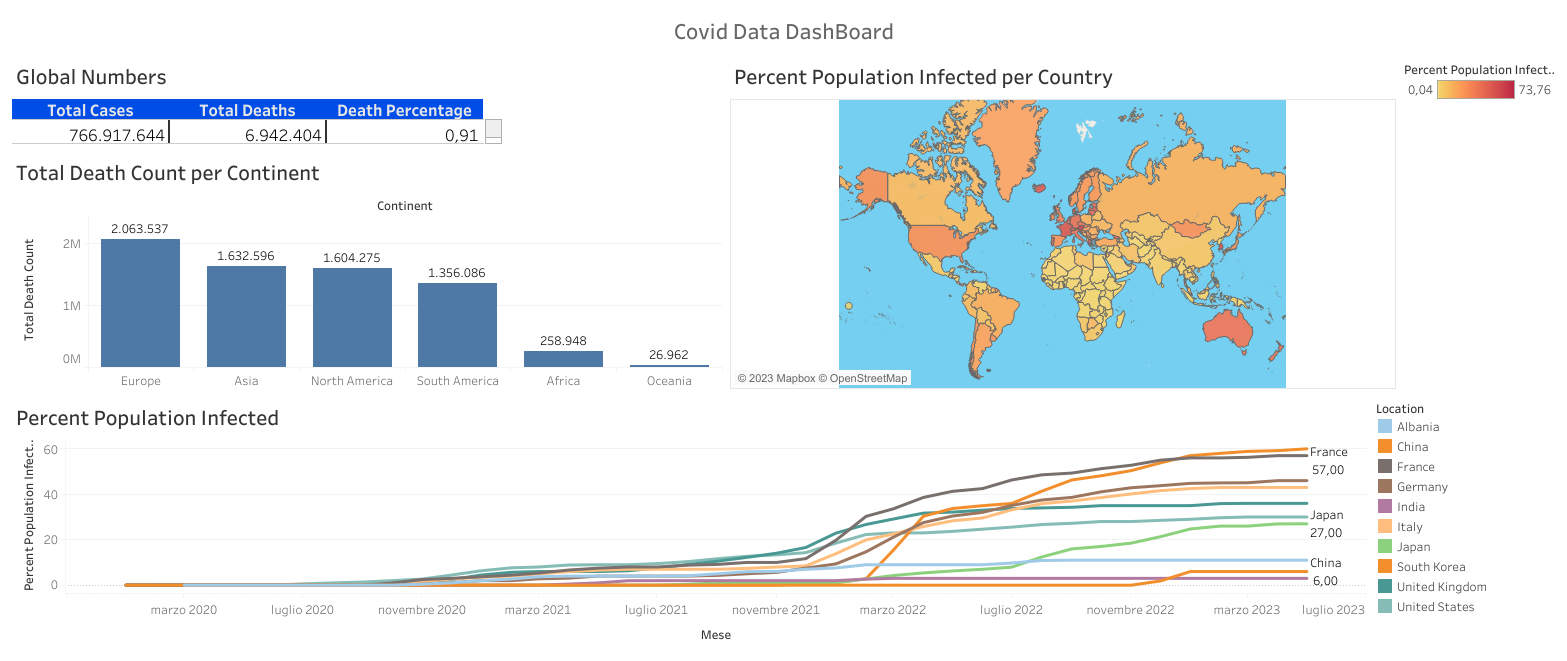 Covid Data DashBoard
Global Numbers
Total Cases Total Deaths Death Percentage
766.917.644 6.942.404 0,91
Total Death Count per Continent
Continent
Total Death Count
2M
1M
0M
2.063.537
1.632.596
1.604.275
1.356.086
258.948
26.962
Europe Asia North America South America Africa Oceania
Percent Population Infected per Country
© 2023 Mapbox © OpenStreetMap
Percent Population Infect..
0,04 73,76
Percent Population Infected
Percent Population Infect..
60
40
20
0
France
57,00
Japan
27,00
China
6,00
marzo 2020 luglio 2020 novembre 2020 marzo 2021 luglio 2021 novembre 2021 marzo 2022 luglio 2022 novembre 2022 marzo 2023 luglio 2023
Mese
Location
Albania
China
France
Germany
India
Italy
Japan
South Korea
United Kingdom
United States